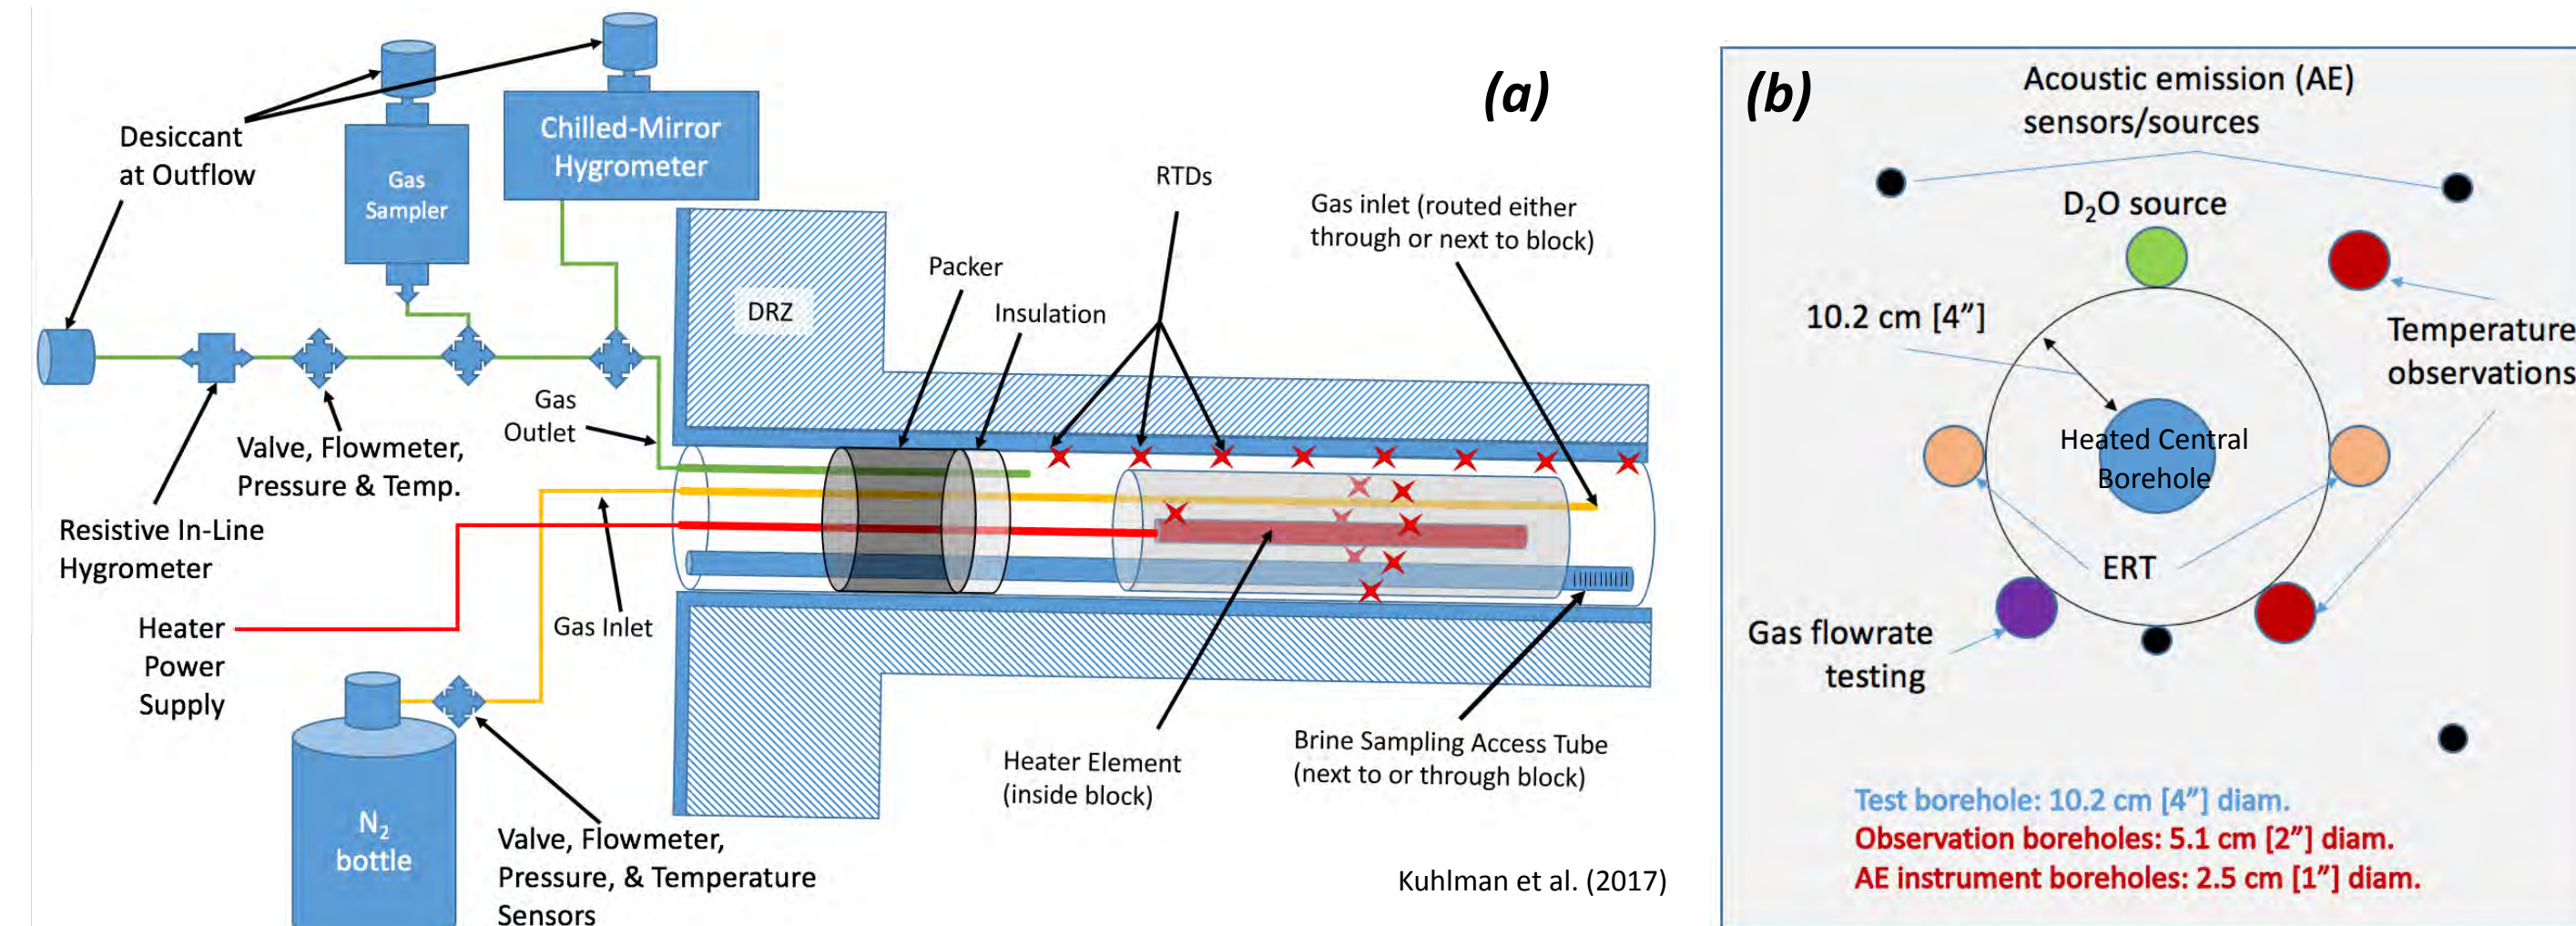 (a)
Desiccant
at Outflow
Gas
Sampler
Chilled-Mirror
Hygrometer
RTDs
Gas inlet (routed either
through or next to block)
Packer
Insulation
DRZ
Gas
Outlet
Valve, Flowmeter,
Pressure & Temp.
Resistive In-Line
Hygrometer
Heater
Power
Supply
Gas Inlet
N₂
bottle
Valve, Flowmeter,
Pressure, & Temperature
Sensors
Heater Element
(inside block)
Brine Sampling Access Tube
(next to or through block)
Kuhlman et al. (2017)
(b)
Acoustic emission (AE)
sensors/sources
D₂O source
10.2 cm [4”]
Temperature
observations
Heated Central
Borehole
ERT
Gas flowrate
testing
Test borehole: 10.2 cm [4”] diam.
Observation boreholes: 5.1 cm [2”] diam.
AE instrument boreholes: 2.5 cm [1”] diam.